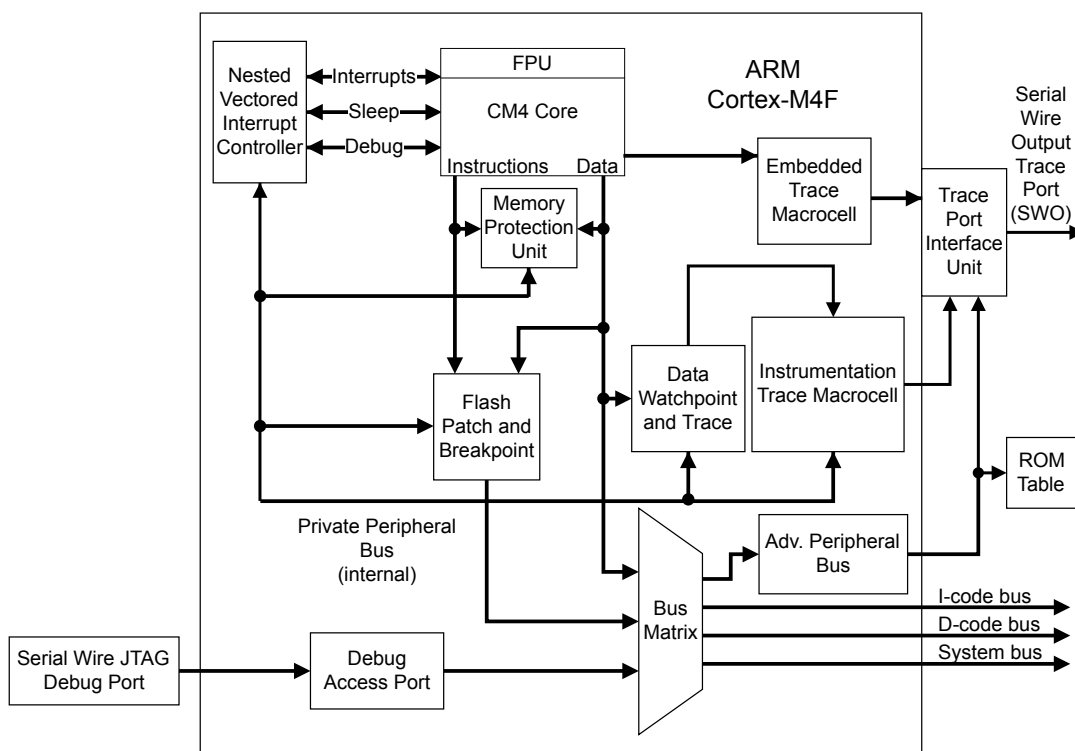 Nested
Vectored
Interrupt
Controller
Interrupts
Sleep
Debug
FPU
CM4 Core
Instructions
Data
ARM
Cortex-M4F
Serial
Wire
Output
Trace
Port
(SWO)
Embedded
Trace
Macrocell
Trace
Port
Interface
Unit
Memory
Protection
Unit
Flash
Patch and
Breakpoint
Data
Watchpoint
and Trace
Instrumentation
Trace Macrocell
ROM
Table
Private Peripheral
Bus
(internal)
Adv. Peripheral
Bus
Bus
Matrix
I-code bus
D-code bus
System bus
Serial Wire JTAG
Debug Port
Debug
Access Port